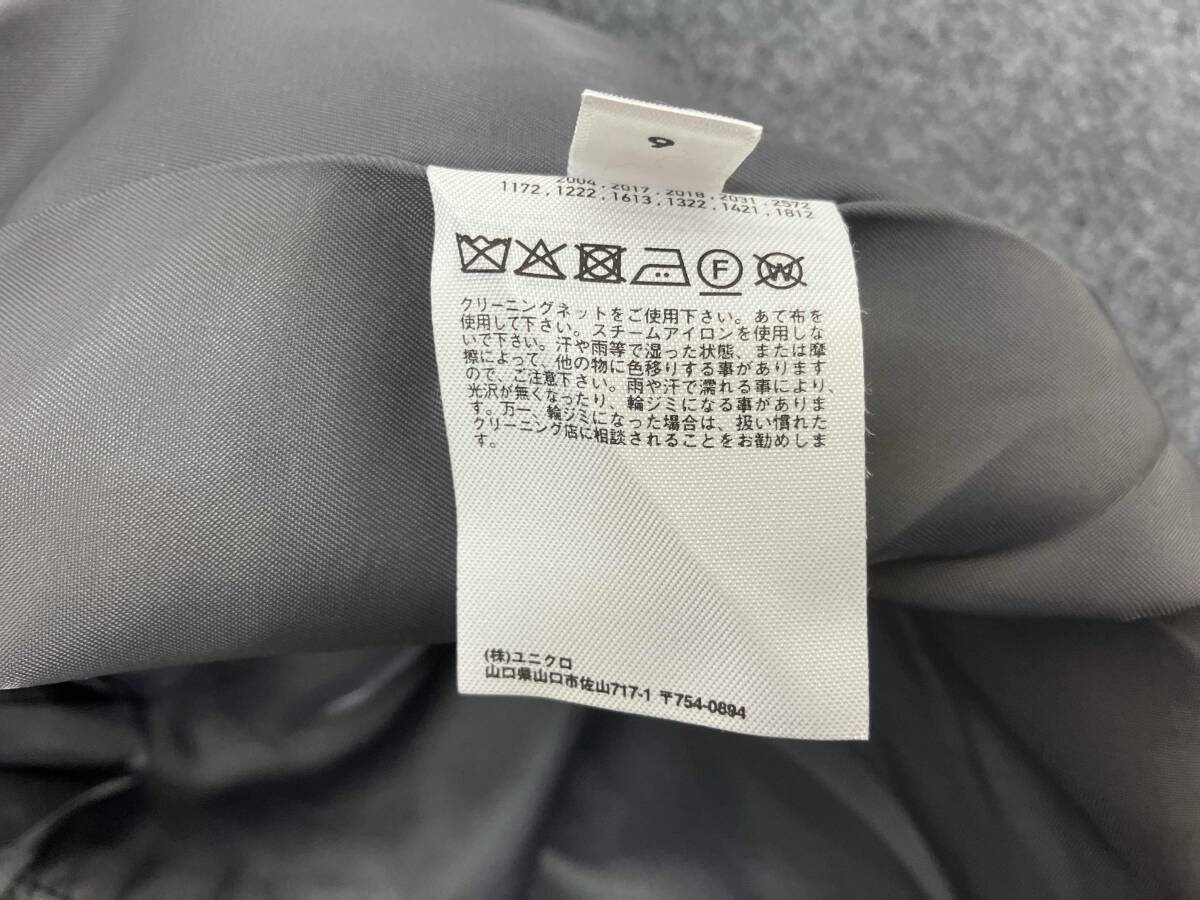 9
2004 . 2017 . 2018 . 2031 . 2572
1172 , 1222 , 1613 , 1322 , 1421 , 1812
F W
クリーニングネットをご使用下さい。あて布を
使用して下さい。スチームアイロンを使用しな
いで下さい。汗や雨等で湿った状態、または摩
擦によって、他の物に色移りする事があります
ので、ご注意下さい。雨や汗で濡れる事により、
光沢が無くなったり、輪ジミになる事がありま
す。万一、輪ジミになった場合は、扱い慣れた
クリーニング店に相談されることをお勧めしま
す。
(株)ユニクロ
山口県山口市佐山717-1 〒754-0894